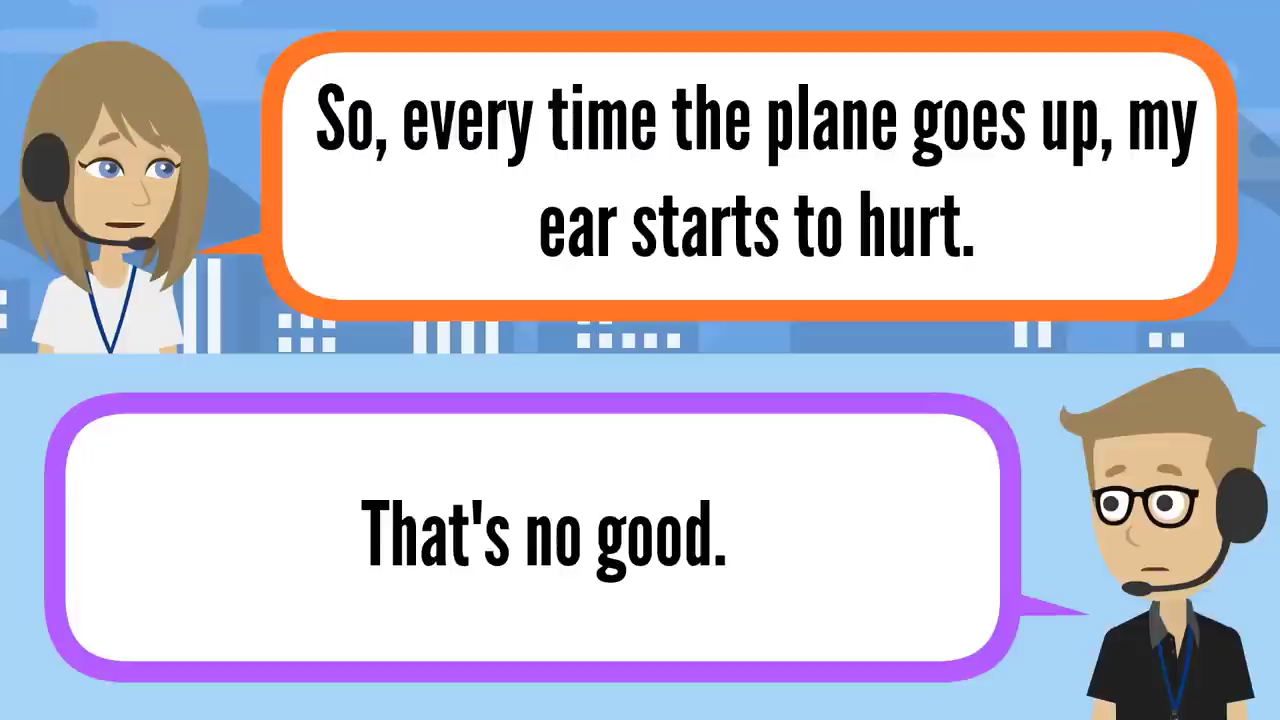 So, every time the plane goes up, my
ear starts to hurt.
That's no good.